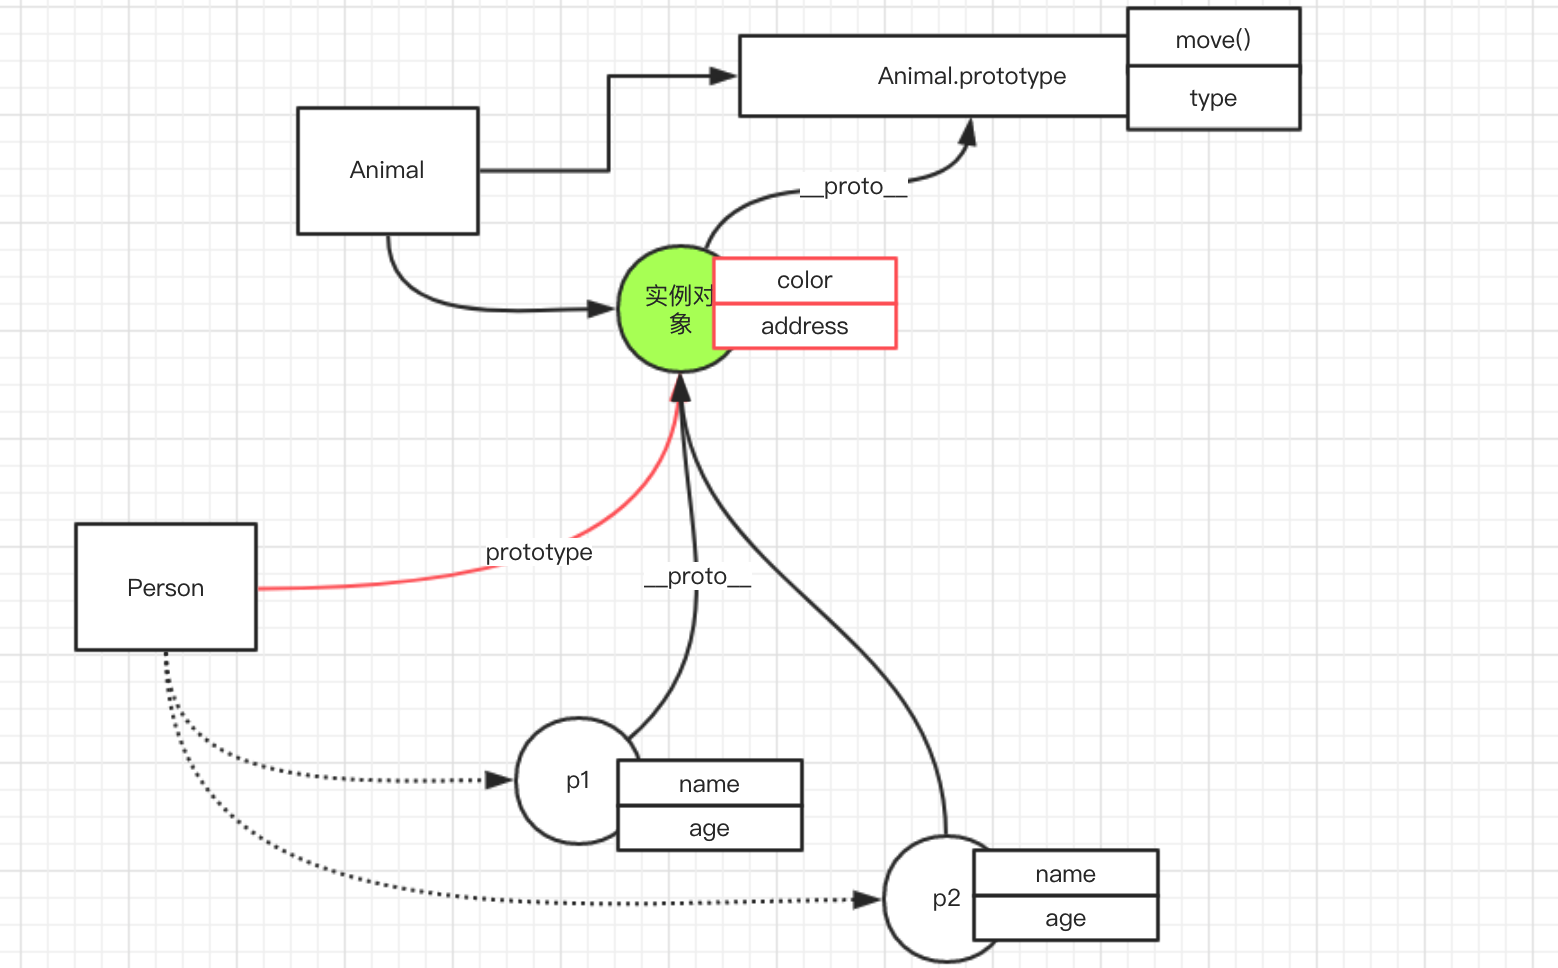 move()
Animal.prototype
type
Animal
__proto__
color
实例对
象
address
prototype
__proto__
Person
p1
name
age
p2
name
age